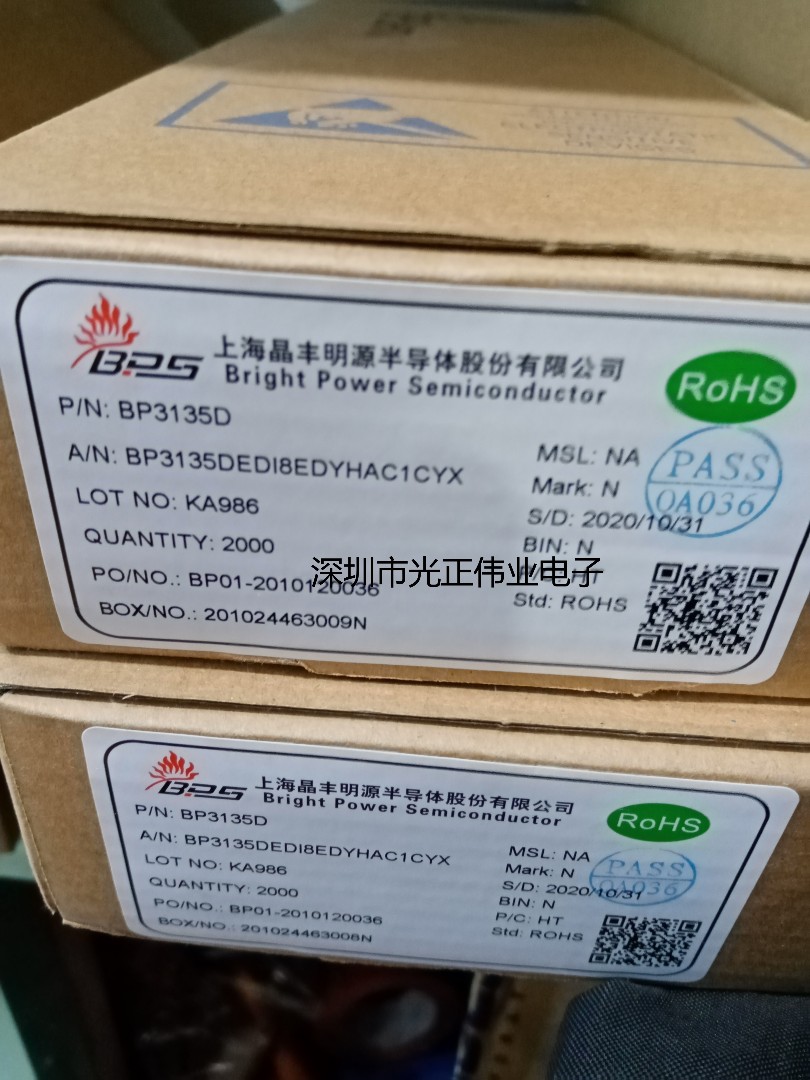 BPS
上海晶丰明源半导体股份有限公司
Bright Power Semiconductor
RoHS
P/N: BP3135D
A/N: BP3135DEDI8EDYHAC1CYX
LOT NO: KA986
QUANTITY: 2000
PO/NO.: BP01-2010120036
BOX/NO.: 201024463009N
MSL: NA
Mark: N
S/D: 2020/10/31
BIN: N
HT
Std: ROHS
PASS
QA036
深圳市光正伟业电子
BPS
上海晶丰明源半导体股份有限公司
Bright Power Semiconductor
RoHS
P/N: BP3135D
A/N: BP3135DEDI8EDYHAC1CYX
LOT NO: KA986
QUANTITY: 2000
PO/NO.: BP01-2010120036
BOX/NO.: 201024463008N
MSL: NA
Mark: N
S/D: 2020/10/31
BIN: N
P/C: HT
Std: ROHS
PASS
QA036